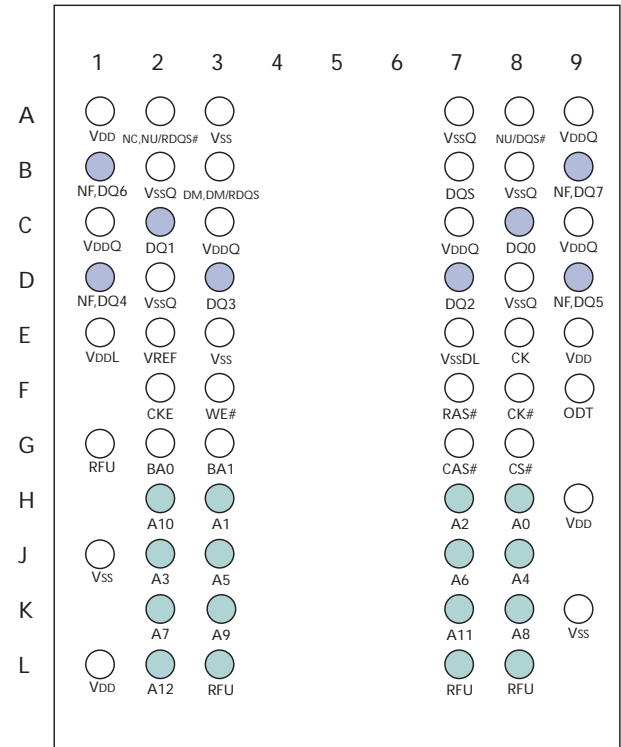 1 2 3 4 5 6 7 8 9
A
VDD NC,NU/RDQS# VSS VSSQ NU/DQS# VDDQ
B
NF,DQ6 VSSQ DM,DM/RDQS DQS VSSQ NF,DQ7
C
VDDQ DQ1 VDDQ VDDQ DQ0 VDDQ
D
NF,DQ4 VSSQ DQ3 DQ2 VSSQ NF,DQ5
E
VDDL VREF VSS VSSDL CK VDD
F
CKE WE# RAS# CK# ODT
G
RFU BA0 BA1 CAS# CS#
H
A10 A1 A2 A0 VDD
J
VSS A3 A5 A6 A4
K
A7 A9 A11 A8 VSS
L
VDD A12 RFU RFU RFU